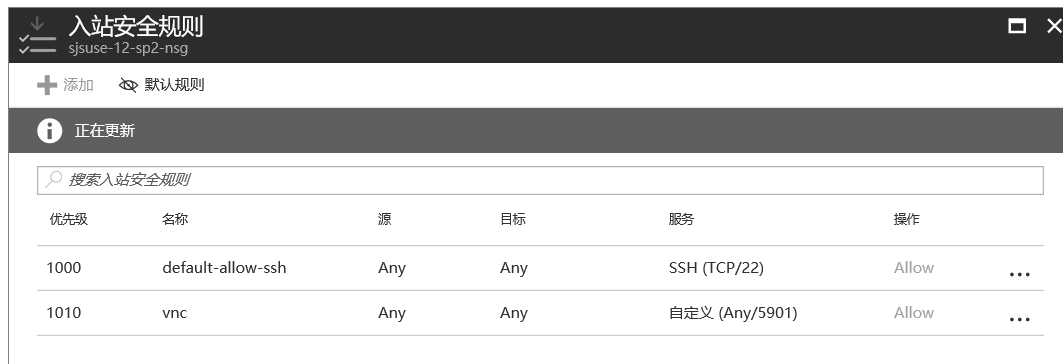 入站安全规则
sjsuse-12-sp2-nsg
添加 默认规则
正在更新
搜索入站安全规则
优先级 名称 源 目标 服务 操作
1000 default-allow-ssh Any Any SSH (TCP/22) Allow ...
1010 vnc Any Any 自定义 (Any/5901) Allow ...